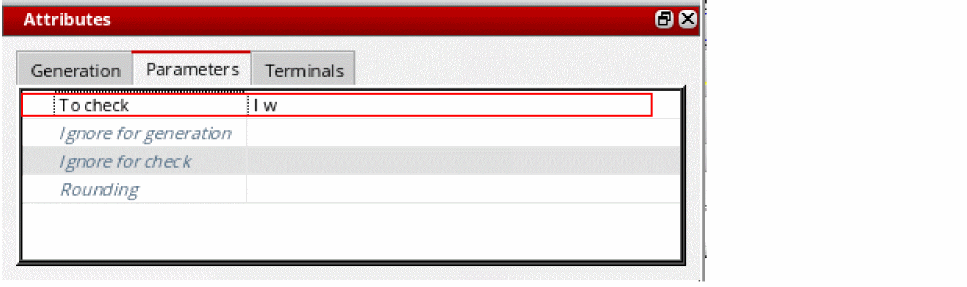 Attributes
Generation Parameters Terminals
To check l w
Ignore for generation
Ignore for check
Rounding